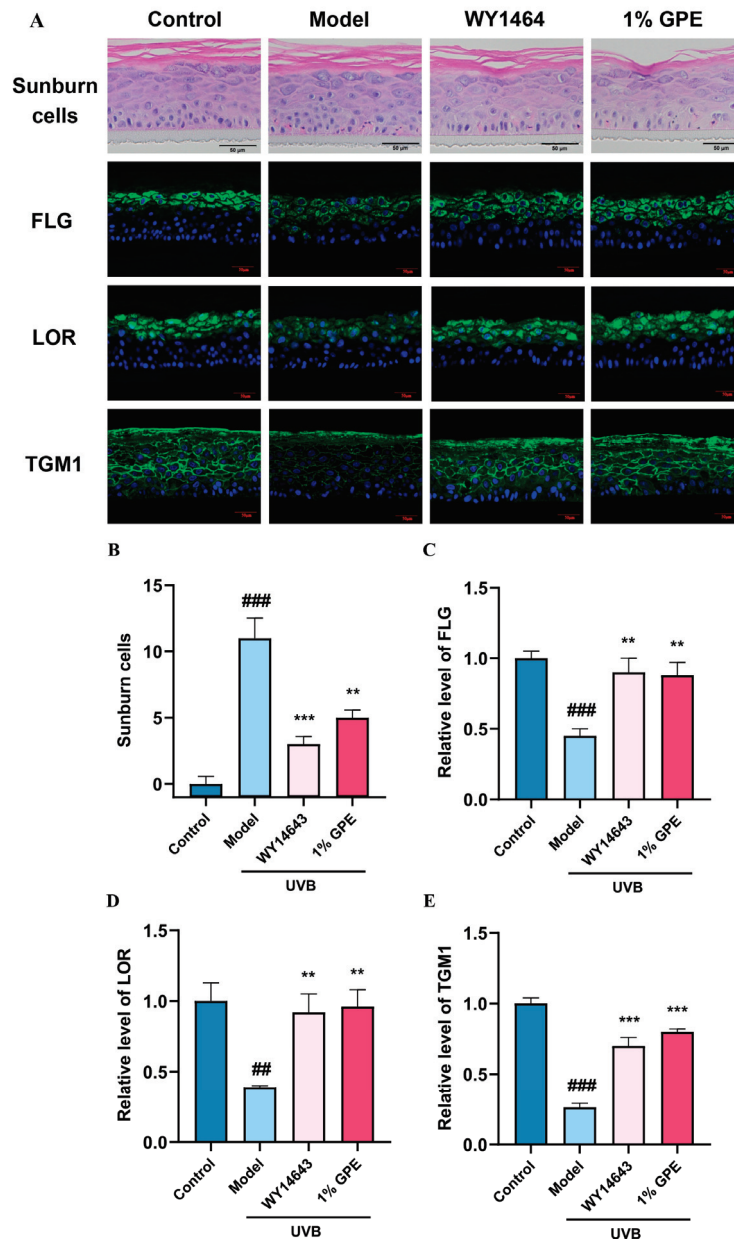 A
Control Model WY1464 1% GPE
Sunburn
cells
50 μm 50 μm 50 μm 50 μm
FLG
LOR
TGM1
B
Sunburn cells
15
10
5
0
###
***
**
Control
Model
WY14643
1% GPE
UVB
C
Relative level of FLG
1.5
1.0
0.5
0.0
###
**
**
Control
Model
WY14643
1% GPE
UVB
D
Relative level of LOR
1.5
1.0
0.5
0.0
##
**
**
Control
Model
WY14643
1% GPE
UVB
E
Relative level of TGM1
1.5
1.0
0.5
0.0
###
***
***
Control
Model
WY14643
1% GPE
UVB